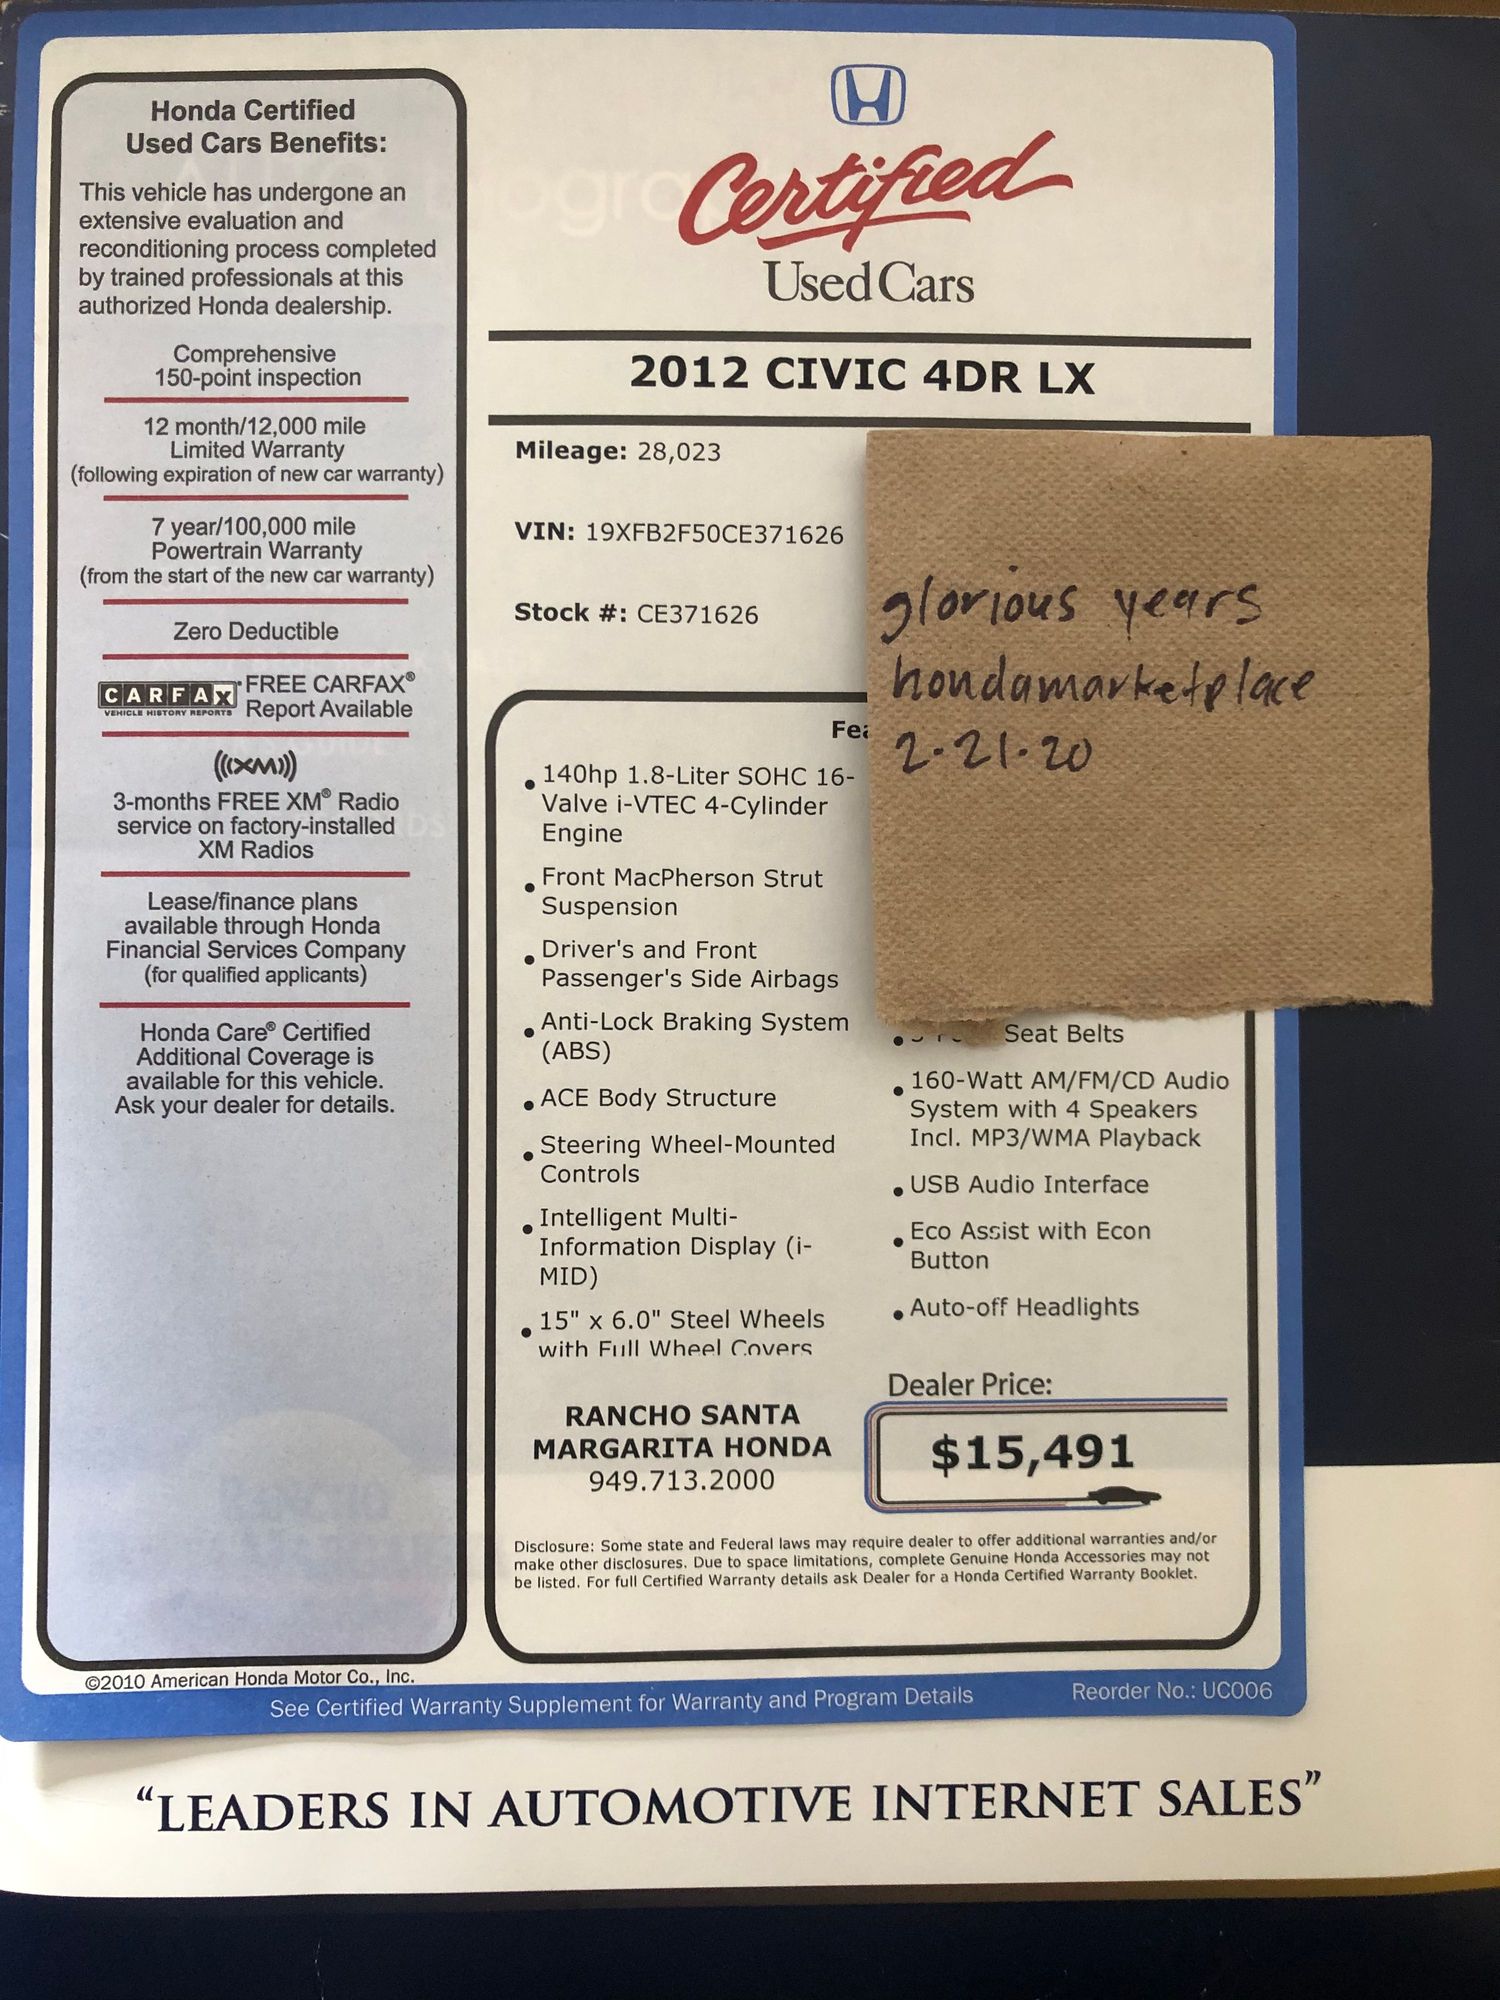 Honda Certified
Used Cars Benefits:
This vehicle has undergone an
extensive evaluation and
reconditioning process completed
by trained professionals at this
authorized Honda dealership.
Comprehensive
150-point inspection
12 month/12,000 mile
Limited Warranty
(following expiration of new car warranty)
7 year/100,000 mile
Powertrain Warranty
(from the start of the new car warranty)
Zero Deductible
CARFAX
VEHICLE HISTORY REPORTS
FREE CARFAX®
Report Available
((XM))
3-months FREE XM® Radio
service on factory-installed
XM Radios
Lease/finance plans
available through Honda
Financial Services Company
(for qualified applicants)
Honda Care® Certified
Additional Coverage is
available for this vehicle.
Ask your dealer for details.
©2010 American Honda Motor Co., Inc.
Certified
Used Cars
2012 CIVIC 4DR LX
Mileage: 28,023
VIN: 19XFB2F50CE371626
Stock #: CE371626
glorious years
hondamarketplace
2-21-20
• 140hp 1.8-Liter SOHC 16-
Valve i-VTEC 4-Cylinder
Engine
• Front MacPherson Strut
Suspension
• Driver's and Front
Passenger's Side Airbags
• Anti-Lock Braking System
(ABS)
• ACE Body Structure
• Steering Wheel-Mounted
Controls
• Intelligent Multi-
Information Display (i-
MID)
• 15" x 6.0" Steel Wheels
with Full Wheel Covers
Seat Belts
• 160-Watt AM/FM/CD Audio
System with 4 Speakers
Incl. MP3/WMA Playback
• USB Audio Interface
• Eco Assist with Econ
Button
• Auto-off Headlights
RANCHO SANTA
MARGARITA HONDA
949.713.2000
Dealer Price:
$15,491
Disclosure: Some state and Federal laws may require dealer to offer additional warranties and/or
make other disclosures. Due to space limitations, complete Genuine Honda Accessories may not
be listed. For full Certified Warranty details ask Dealer for a Honda Certified Warranty Booklet.
See Certified Warranty Supplement for Warranty and Program Details
Reorder No.: UC006
“LEADERS IN AUTOMOTIVE INTERNET SALES”